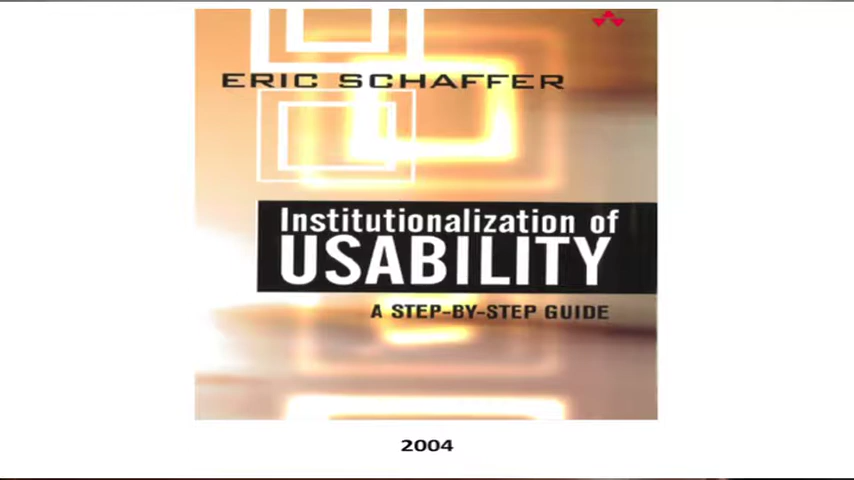 ERIC SCHAFFER
Institutionalization of
USABILITY
A STEP-BY-STEP GUIDE
2004